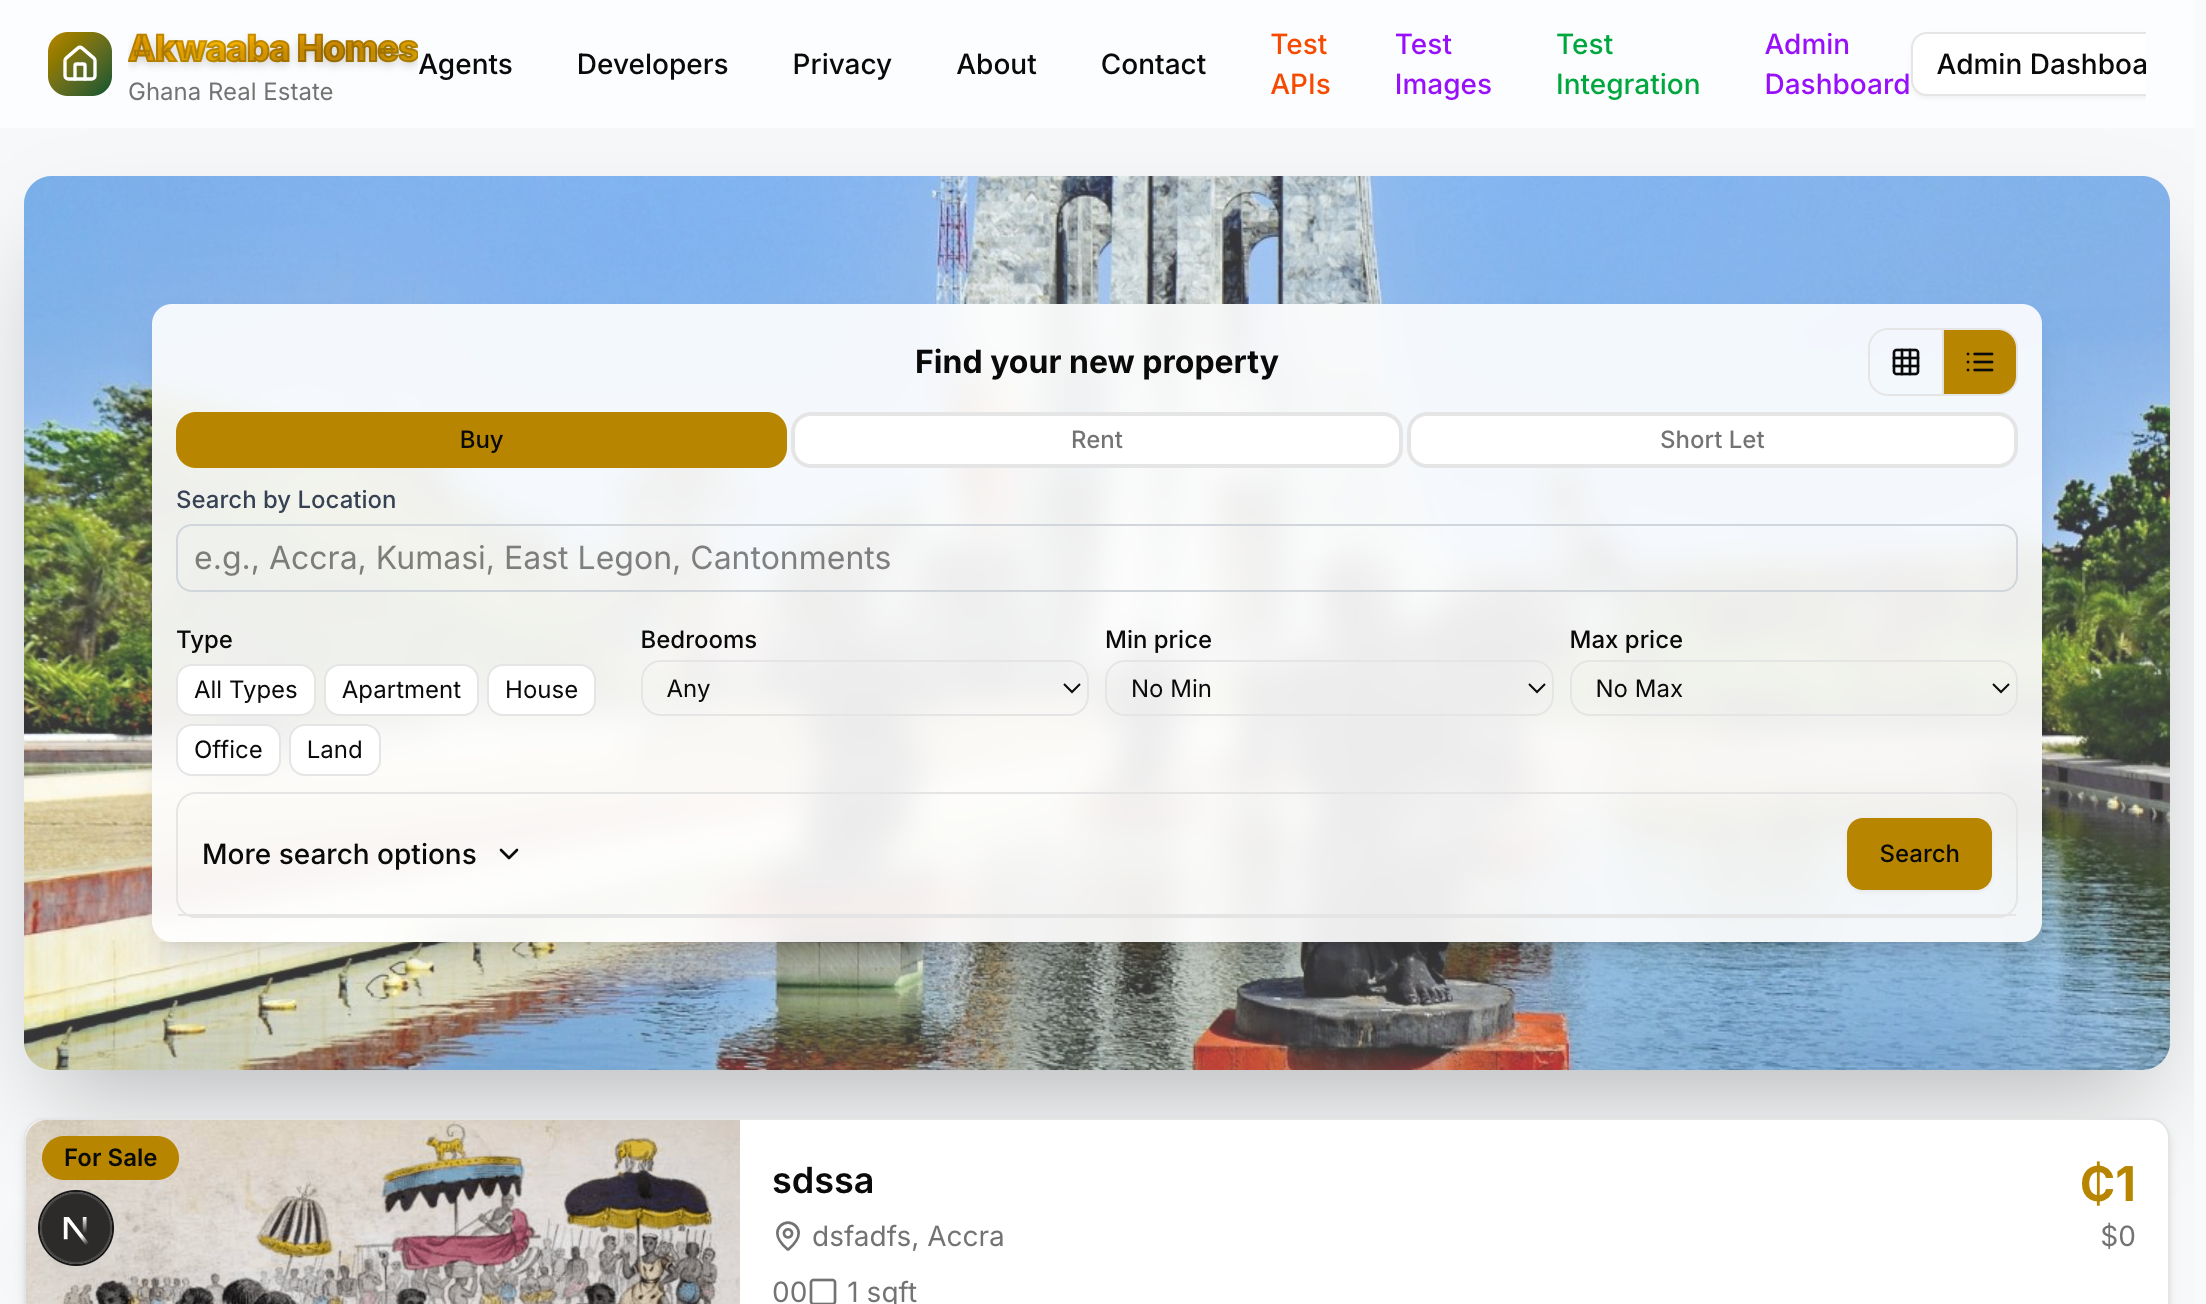 Akwaaba Homes
Ghana Real Estate
Agents
Developers
Privacy
About
Contact
Test
APIs
Test
Images
Test
Integration
Admin
Dashboard
Admin Dashboa
Find your new property
Buy
Rent
Short Let
Search by Location
e.g., Accra, Kumasi, East Legon, Cantonments
Type
Bedrooms
Min price
Max price
All Types
Apartment
House
Any
No Min
No Max
Office
Land
More search options
Search
For Sale
N
sdssa
₵1
dsfadfs, Accra
$0
00 1 sqft